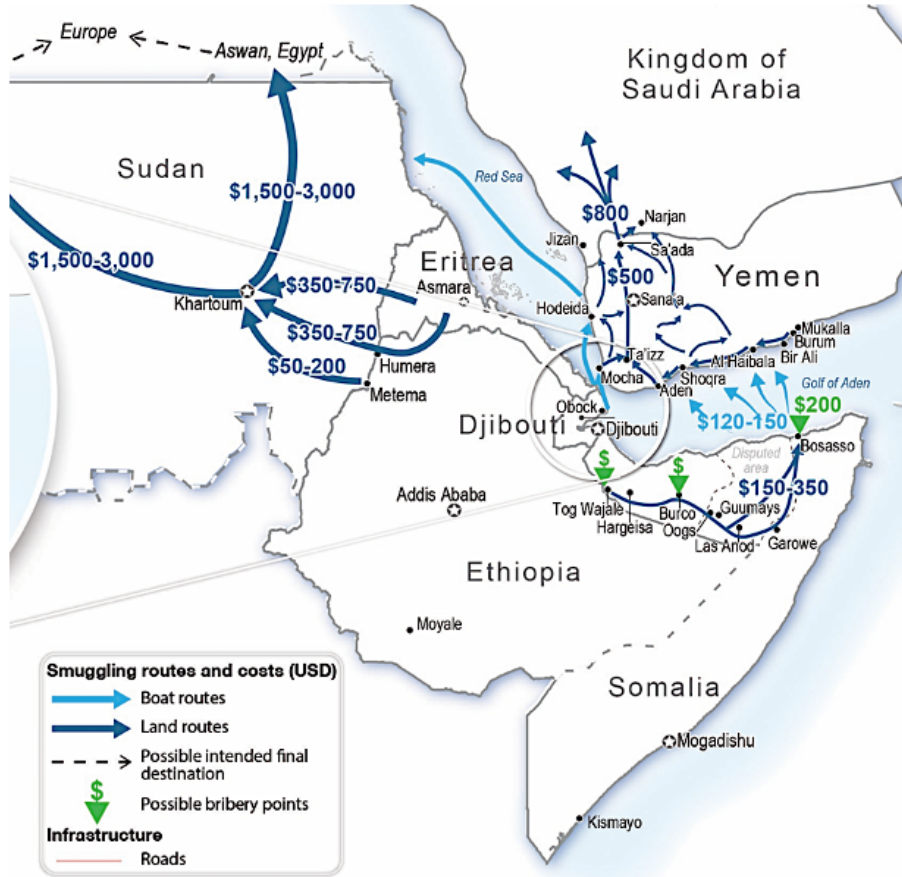 Europe
Aswan, Egypt
Kingdom of
Saudi Arabia
Sudan
Red Sea
$1,500-3,000
$800
Narjan
Jizan
Sa'ada
$1,500-3,000
Eritrea
$500
Yemen
$350-750
Asmara
Sana'a
Khartoum
Hodeida
$350-750
Mukalla
Burum
Bir Ali
Al Haibala
Humera
Ta'izz
$50-200
Mocha
Shoqra
Metema
Aden
Golf of Aden
$120-150
$200
Obock
Djibouti
Djibouti
Bosasso
Disputed
area
$
$
$150-350
Addis Ababa
Tog Wajale
Burco
Guumays
Hargeisa
Oogs
Las Anod
Garowe
Ethiopia
Moyale
Somalia
Mogadishu
Kismayo
Smuggling routes and costs (USD)
Boat routes
Land routes
Possible intended final
destination
$
Possible bribery points
Infrastructure
Roads